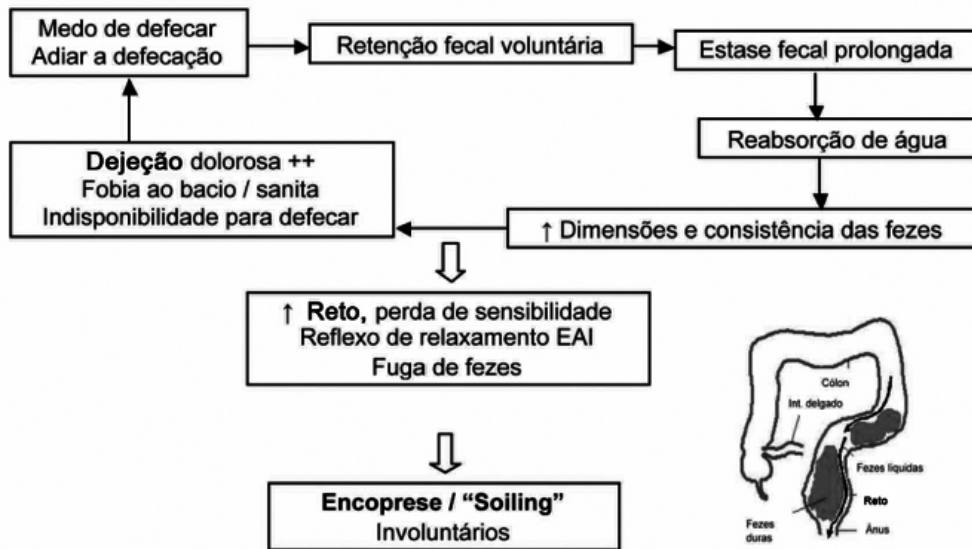 Medo de defecar
Adiar a defecação
Retenção fecal voluntária
Estase fecal prolongada
Reabsorção de água
↑ Dimensões e consistência das fezes
Dejeção dolorosa ++
Fobia ao bacio / sanita
Indisponibilidade para defecar
↑ Reto, perda de sensibilidade
Reflexo de relaxamento EAI
Fuga de fezes
Encoprese / “Soiling”
Involuntários
Cólon
Int. delgado
Fezes líquidas
Reto
Fezes
duras
Ânus